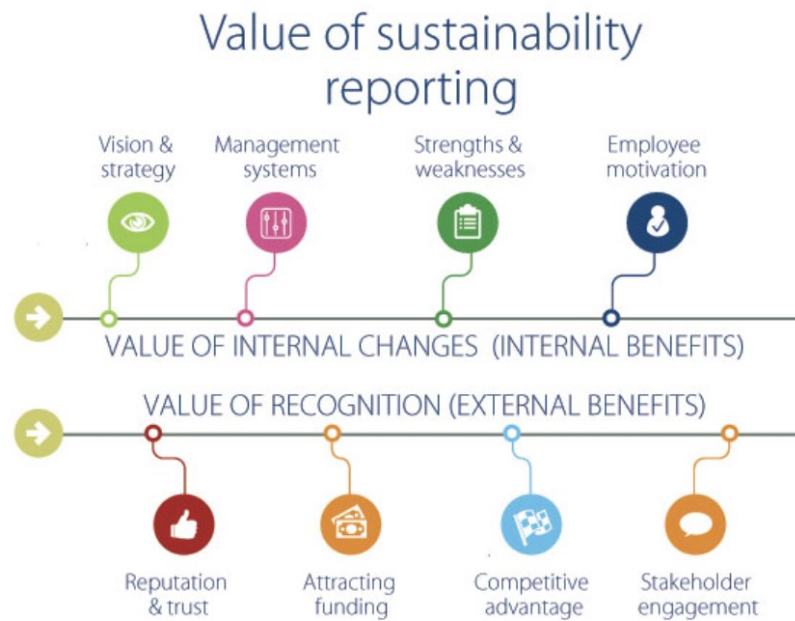 Value of sustainability
reporting
Vision &
strategy
Management
systems
Strengths &
weaknesses
Employee
motivation
VALUE OF INTERNAL CHANGES (INTERNAL BENEFITS)
VALUE OF RECOGNITION (EXTERNAL BENEFITS)
Reputation
& trust
Attracting
funding
Competitive
advantage
Stakeholder
engagement